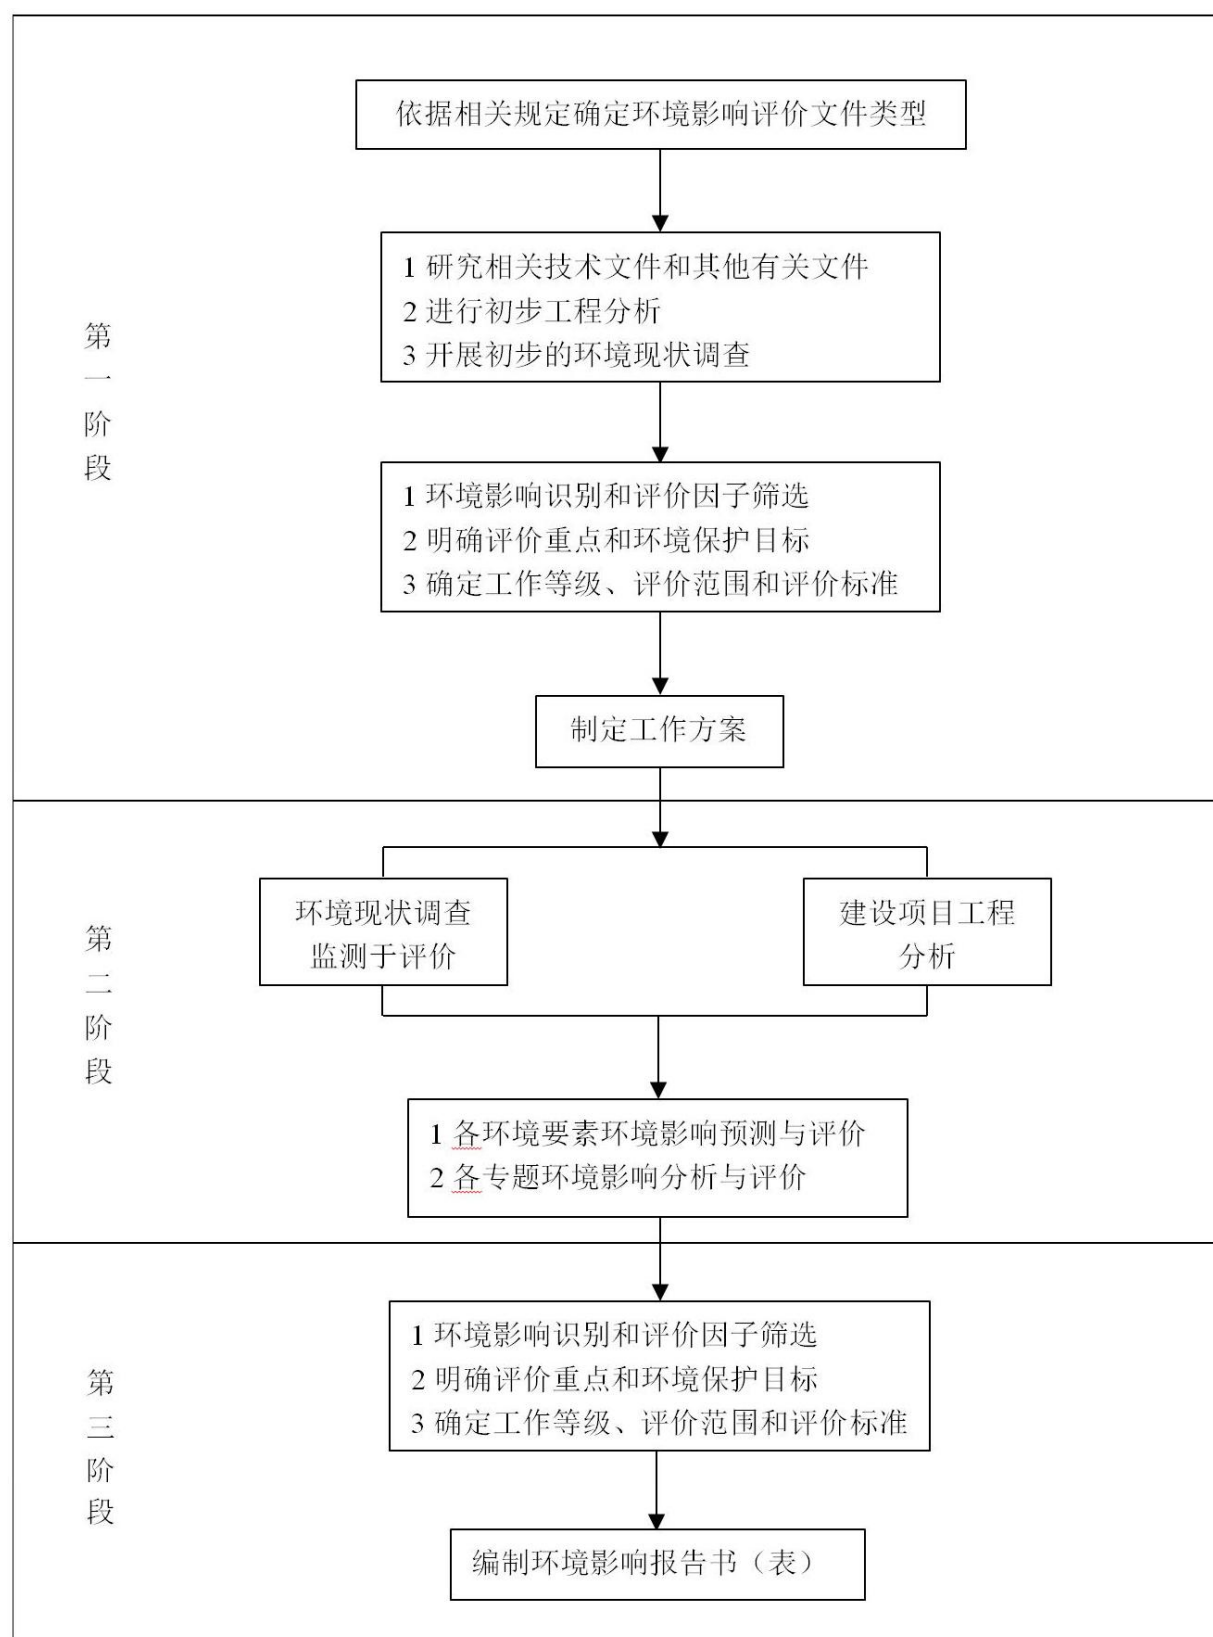 依据相关规定确定环境影响评价文件类型
1 研究相关技术文件和其他有关文件
2 进行初步工程分析
3 开展初步的环境现状调查
第
一
阶
段
1 环境影响识别和评价因子筛选
2 明确评价重点和环境保护目标
3 确定工作等级、评价范围和评价标准
制定工作方案
环境现状调查
监测于评价
建设项目工程
分析
第
二
阶
段
1 各环境要素环境影响预测与评价
2 各专题环境影响分析与评价
1 环境影响识别和评价因子筛选
2 明确评价重点和环境保护目标
3 确定工作等级、评价范围和评价标准
第
三
阶
段
编制环境影响报告书（表）